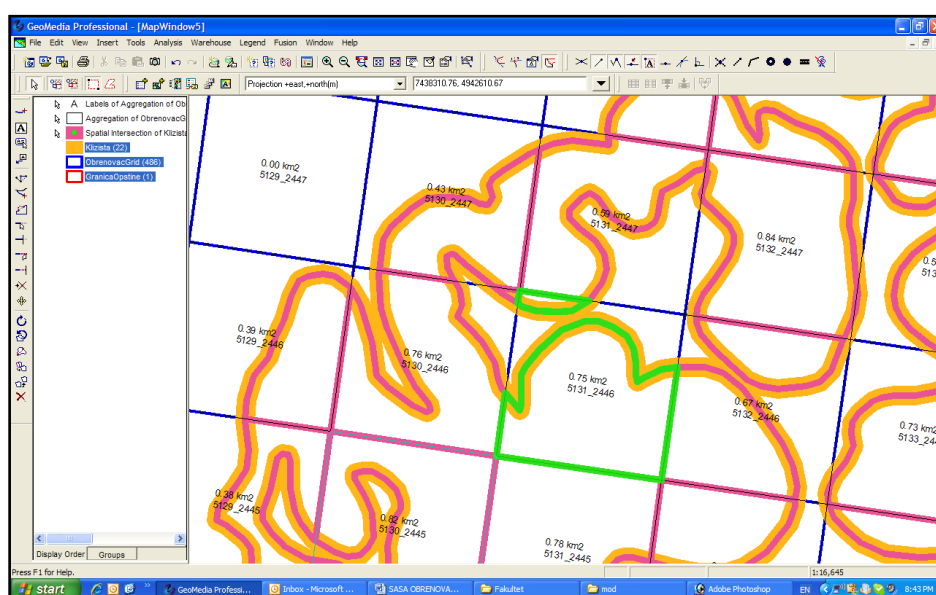 GeoMedia Professional - [MapWindow5]
File Edit View Insert Tools Analysis Warehouse Legend Fusion Window Help
Projection +east,+north(m) 7438310.76, 4942610.67
A Labels of Aggregation of Ob
Aggregation of ObrenovacG
Spatial Intersection of Klizista
Klizista (22)
ObrenovacGrid (486)
GranicaOpstine (1)
0.00 km2
5129_2447
0.43 km2
5130_2447
0.59 km2
5131_2447
0.84 km2
5132_2447
0.39 km2
5129_2446
0.76 km2
5130_2446
0.75 km2
5131_2446
0.67 km2
5132_2446
0.73 km2
5133_244
0.38 km2
5129_2445
0.82 km2
5130_2445
0.78 km2
5131_2445
Display Order Groups
Press F1 for Help. 1:16,645
start GeoMedia Professi... Inbox - Microsoft ... SASA OBRENOVA... Fakultet mod Adobe Photoshop EN 8:43 PM